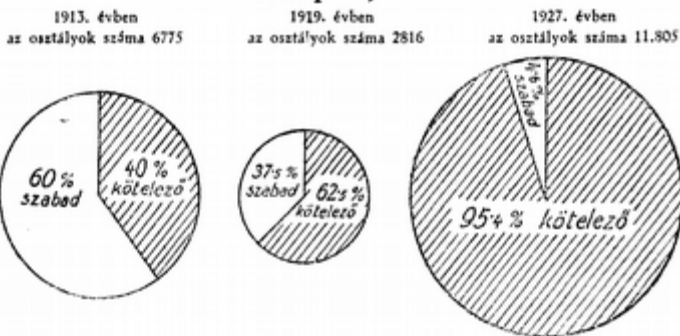 1913. évben
az osztályok száma 6775
60 %
szabad
40 %
kötelező
1919. évben
az osztályok száma 2816
37·5 %
szabad
62·5 %
kötelező
1927. évben
az osztályok száma 11.805
4·6 %
szabad
95·4 % kötelező